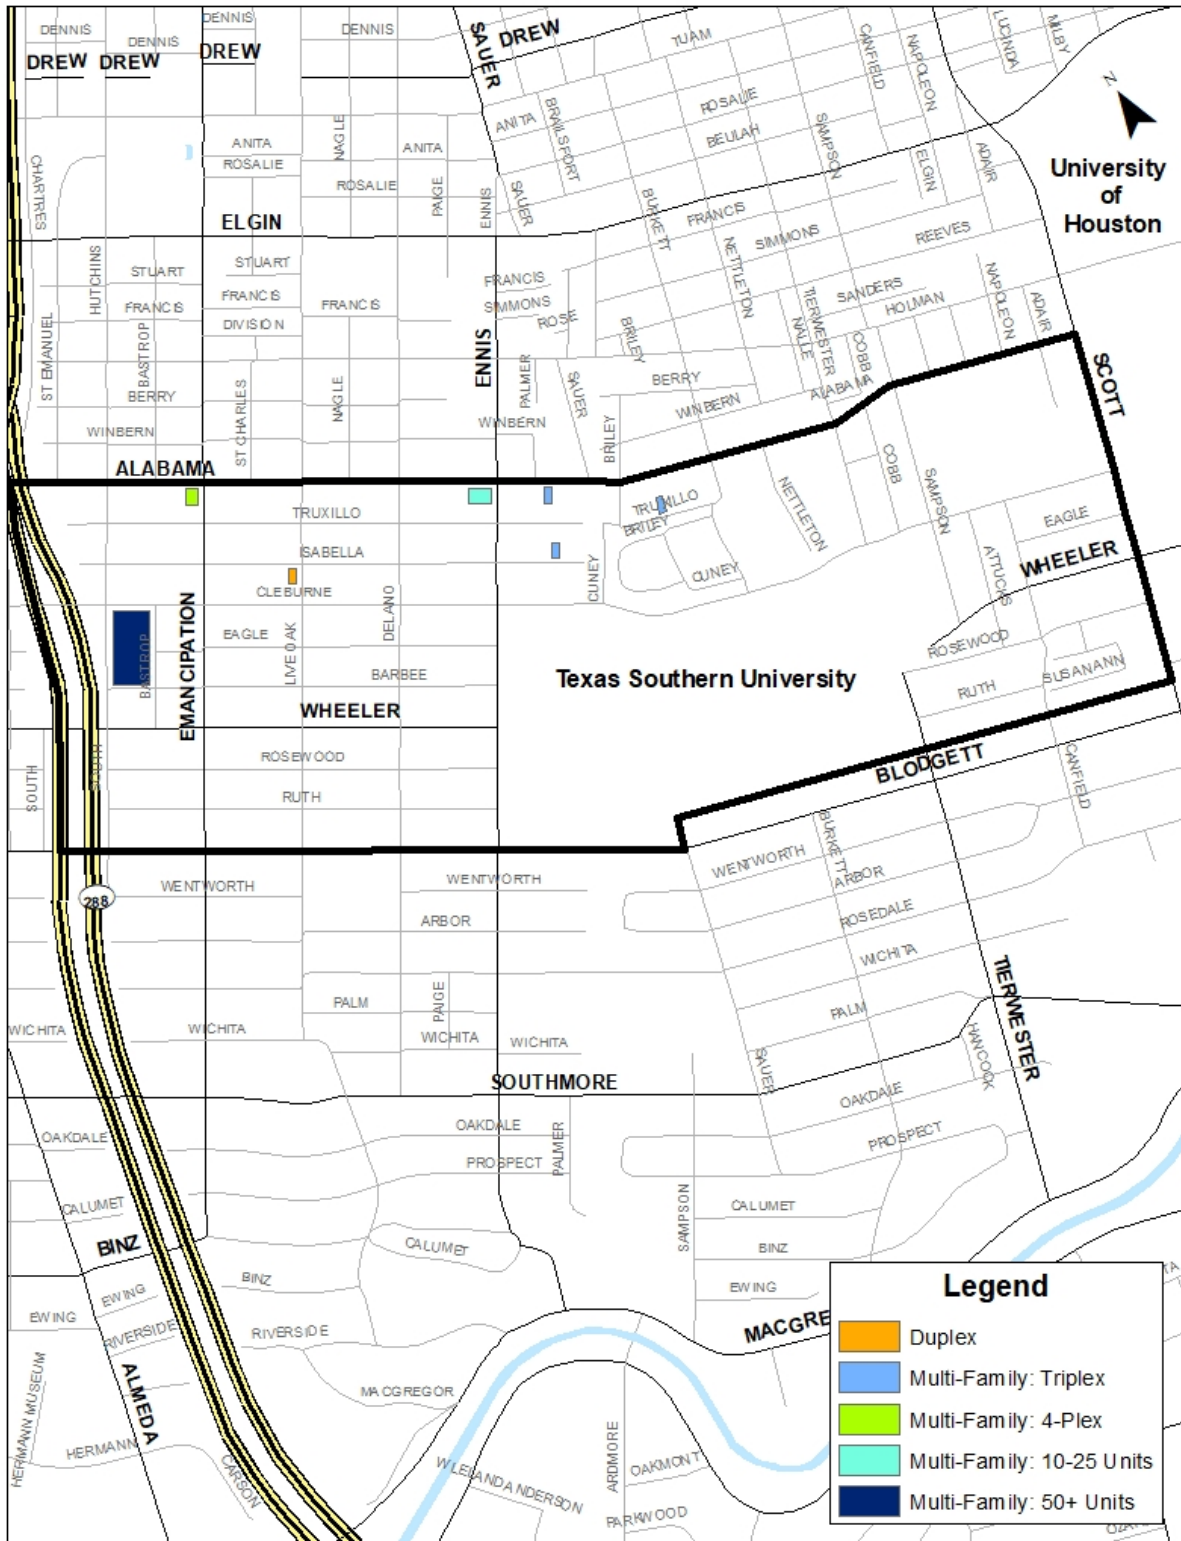 DENNIS
DENNIS
DENNIS
DENNIS
DREW
DREW
DREW
SAUER
DREW
TUAM
CANFIELD
NAPOLEON
LUCINDA
MILBY
N
ROSALIE
BEULAH
SAMPSON
ANITA
BRAILSFORT
NAGLE
ANITA
ANITA
ROSALIE
ROSALIE
PAIGE
ENNIS
SAUER
CHARTRES
ELGIN
ADAIR
University
of
Houston
ELGIN
BURKETT
FRANCIS
SIMMONS
REEVES
NETTLETON
HUTCHINS
STUART
STUART
FRANCIS
FRANCIS
FRANCIS
DIVISION
FRANCIS
SIMMONS
ROSE
ST EMANUEL
BASTROP
BERRY
ENNIS
BRILEY
TIERWESTER
NALLE
SANDERS
HOLMAN
COBB
NAPOLEON
ADAIR
SCOTT
PALMER
SAUER
BERRY
WINBERN
ALABAMA
ST CHARLES
NAGLE
WINBERN
WINBERN
BRILEY
ALABAMA
COBB
SAMPSON
NETTLETON
TRUXILLO
TRUXILLO
BRILEY
ISABELLA
CLEBURNE
CUNEY
CUNEY
EAGLE
WHEELER
ATTUCKS
EMANCIPATION
BASTROP
EAGLE
LIVE OAK
DELANO
BARBEE
Texas Southern University
ROSEWOOD
RUTH
SUSANANN
WHEELER
ROSEWOOD
RUTH
SOUTH
SOUTH
BLODGETT
CANFIELD
288
WENTWORTH
WENTWORTH
WENTWORTH
BURKETT
ARBOR
ARBOR
ROSEDALE
WICHITA
PALM
PAIGE
PALM
WICHITA
WICHITA
WICHITA
WICHITA
TIERWESTER
HANCOCK
SAUER
SOUTHMORE
OAKDALE
OAKDALE
OAKDALE
PROSPECT
PROSPECT
PALMER
SAMPSON
CALUMET
CALUMET
CALUMET
BINZ
BINZ
BINZ
EWING
EWING
EWING
RIVERSIDE
RIVERSIDE
MACGRE
HERMANN MUSEUM
ALMEDA
MACGREGOR
HERMANN
CARSON
W LELAND ANDERSON
ARDMORE
OAKMONT
PARKWOOD
Legend
Duplex
Multi-Family: Triplex
Multi-Family: 4-Plex
Multi-Family: 10-25 Units
Multi-Family: 50+ Units